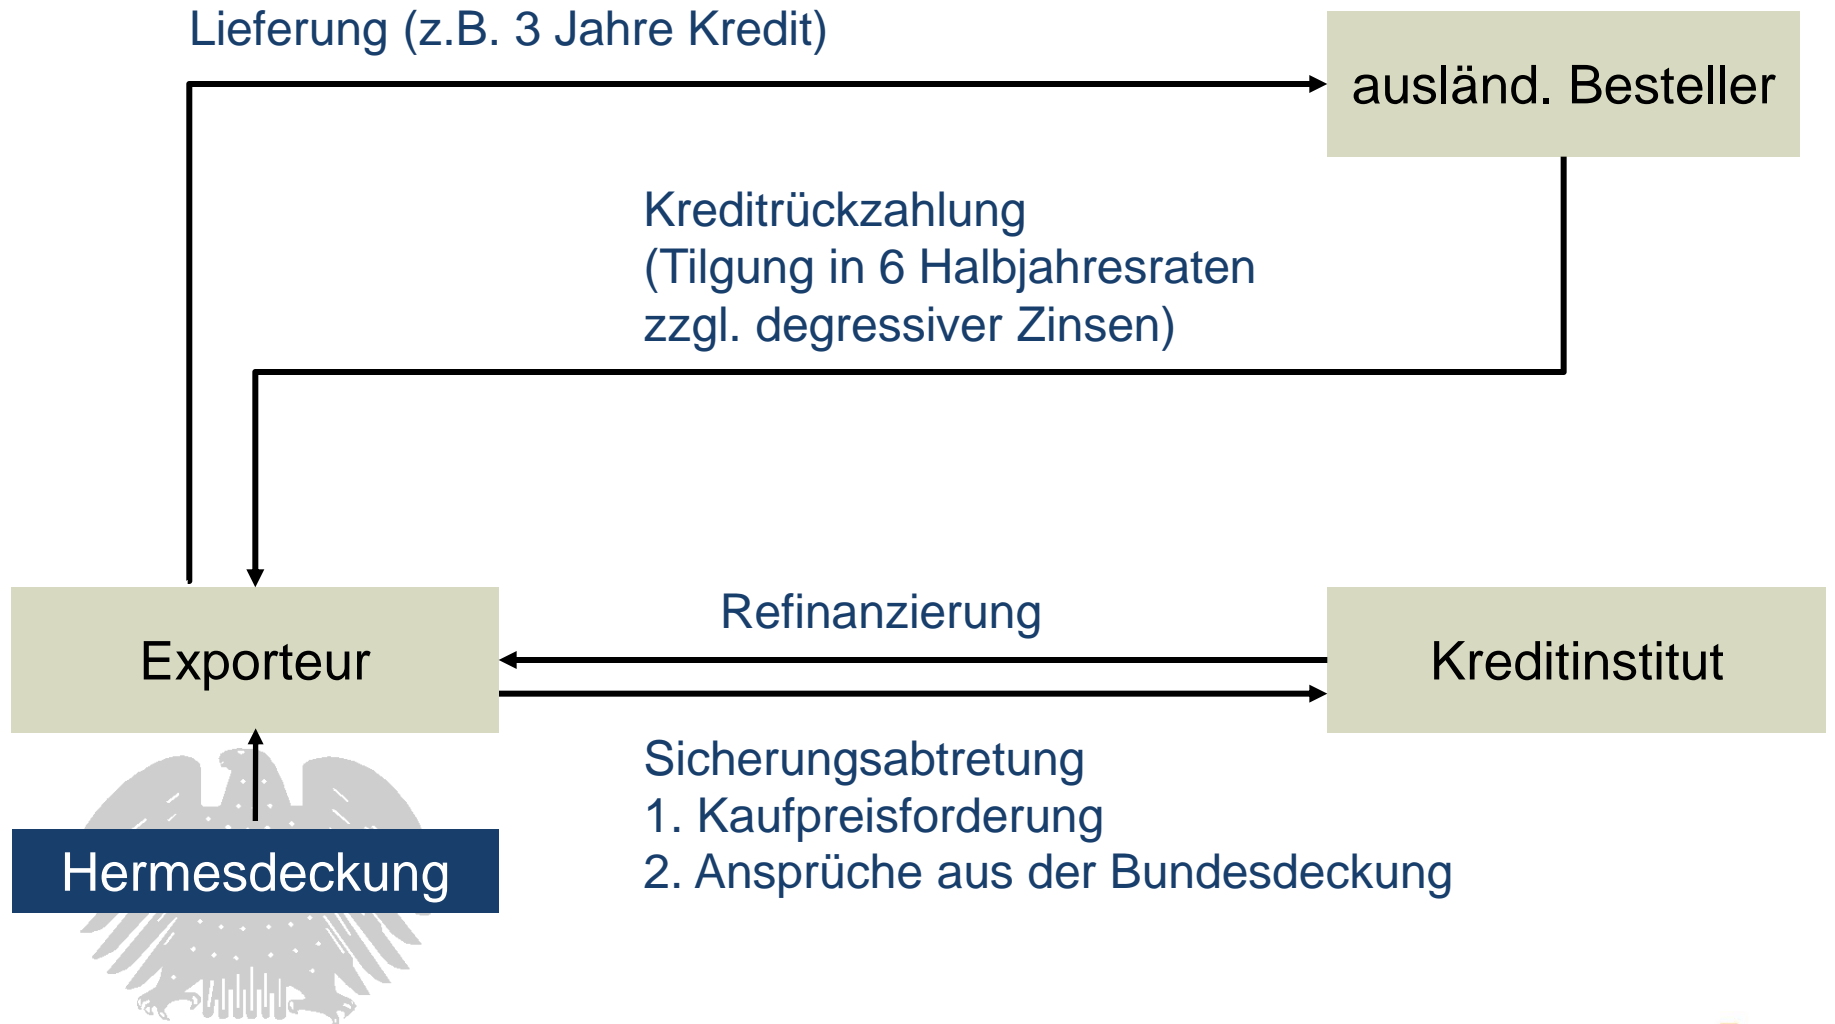 Lieferung (z.B. 3 Jahre Kredit)
ausländ. Besteller
Kreditrückzahlung
(Tilgung in 6 Halbjahresraten
zzgl. degressiver Zinsen)
Refinanzierung
Exporteur
Kreditinstitut
Sicherungsabtretung
1. Kaufpreisforderung
2. Ansprüche aus der Bundesdeckung
Hermesdeckung